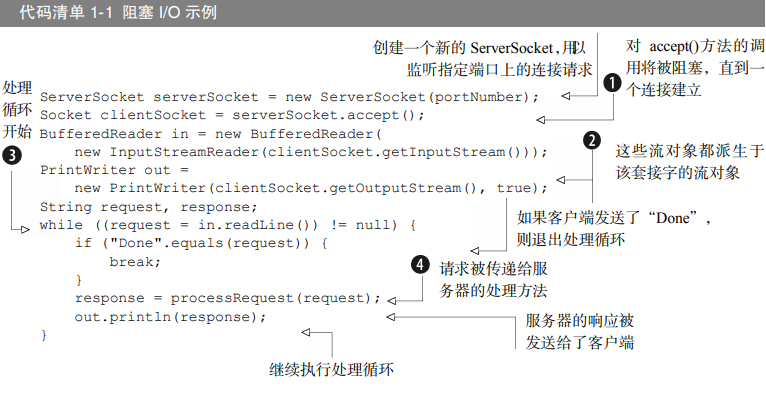 代码清单 1-1 阻塞 I/O 示例
创建一个新的 ServerSocket,用以
监听指定端口上的连接请求
对 accept()方法的调
用将被阻塞，直到一
个连接建立
❶
处理
循环
开始
❸
ServerSocket serverSocket = new ServerSocket(portNumber);
Socket clientSocket = serverSocket.accept();
BufferedReader in = new BufferedReader(
new InputStreamReader(clientSocket.getInputStream()));
PrintWriter out =
new PrintWriter(clientSocket.getOutputStream(), true);
String request, response;
while ((request = in.readLine()) != null) {
if ("Done".equals(request)) {
break;
}
response = processRequest(request);
out.println(response);
}
❷
这些流对象都派生于
该套接字的流对象
如果客户端发送了“Done”，
则退出处理循环
❹
请求被传递给服
务器的处理方法
服务器的响应被
发送给了客户端
继续执行处理循环